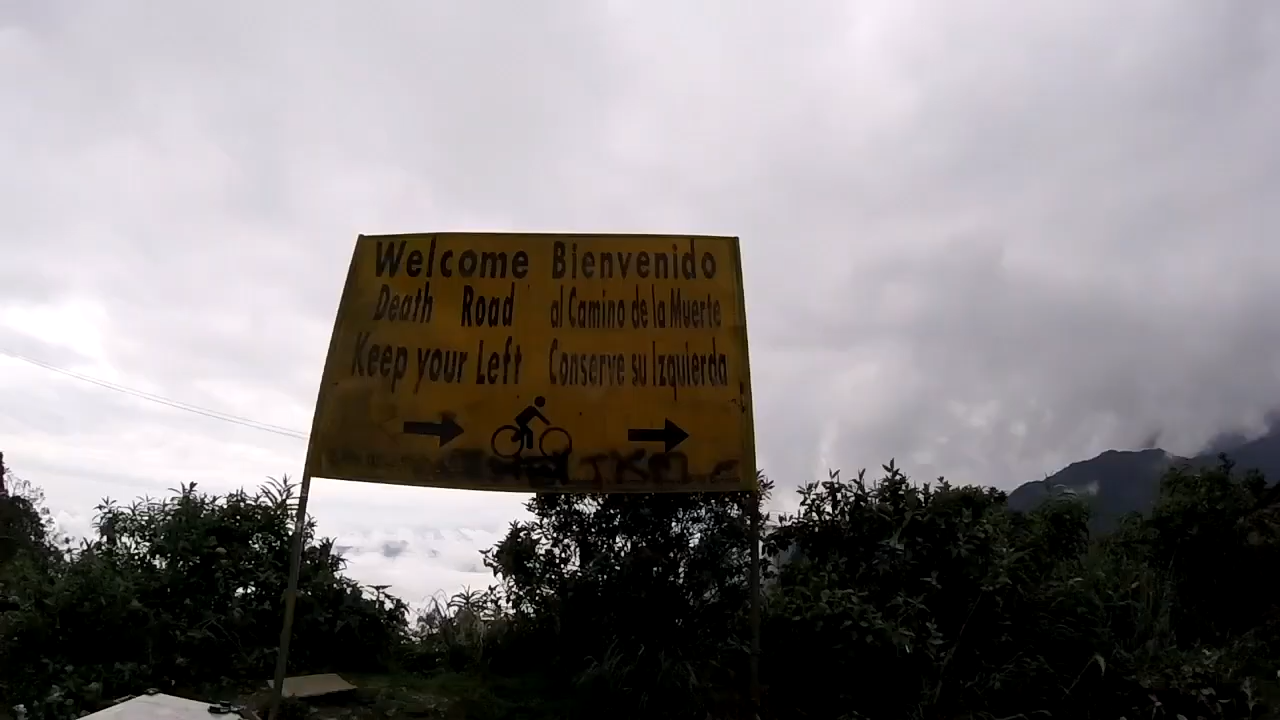 Welcome Bienvenido
Death Road al Camino de la Muerte
Keep your Left Conserve su Izquierda